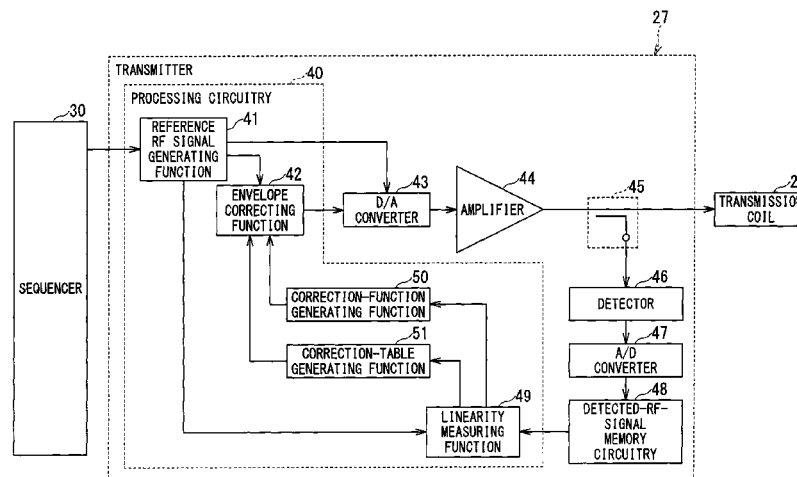 27
TRANSMITTER
40
PROCESSING CIRCUITRY
30
SEQUENCER
41
REFERENCE
RF SIGNAL
GENERATING
FUNCTION
42
ENVELOPE
CORRECTING
FUNCTION
43
D/A
CONVERTER
44
AMPLIFIER
45
TRANSMISSION
COIL
46
DETECTOR
47
A/D
CONVERTER
48
DETECTED-RF-
SIGNAL
MEMORY
CIRCUITRY
50
CORRECTION-FUNCTION
GENERATING FUNCTION
51
CORRECTION-TABLE
GENERATING FUNCTION
49
LINEARITY
MEASURING
FUNCTION